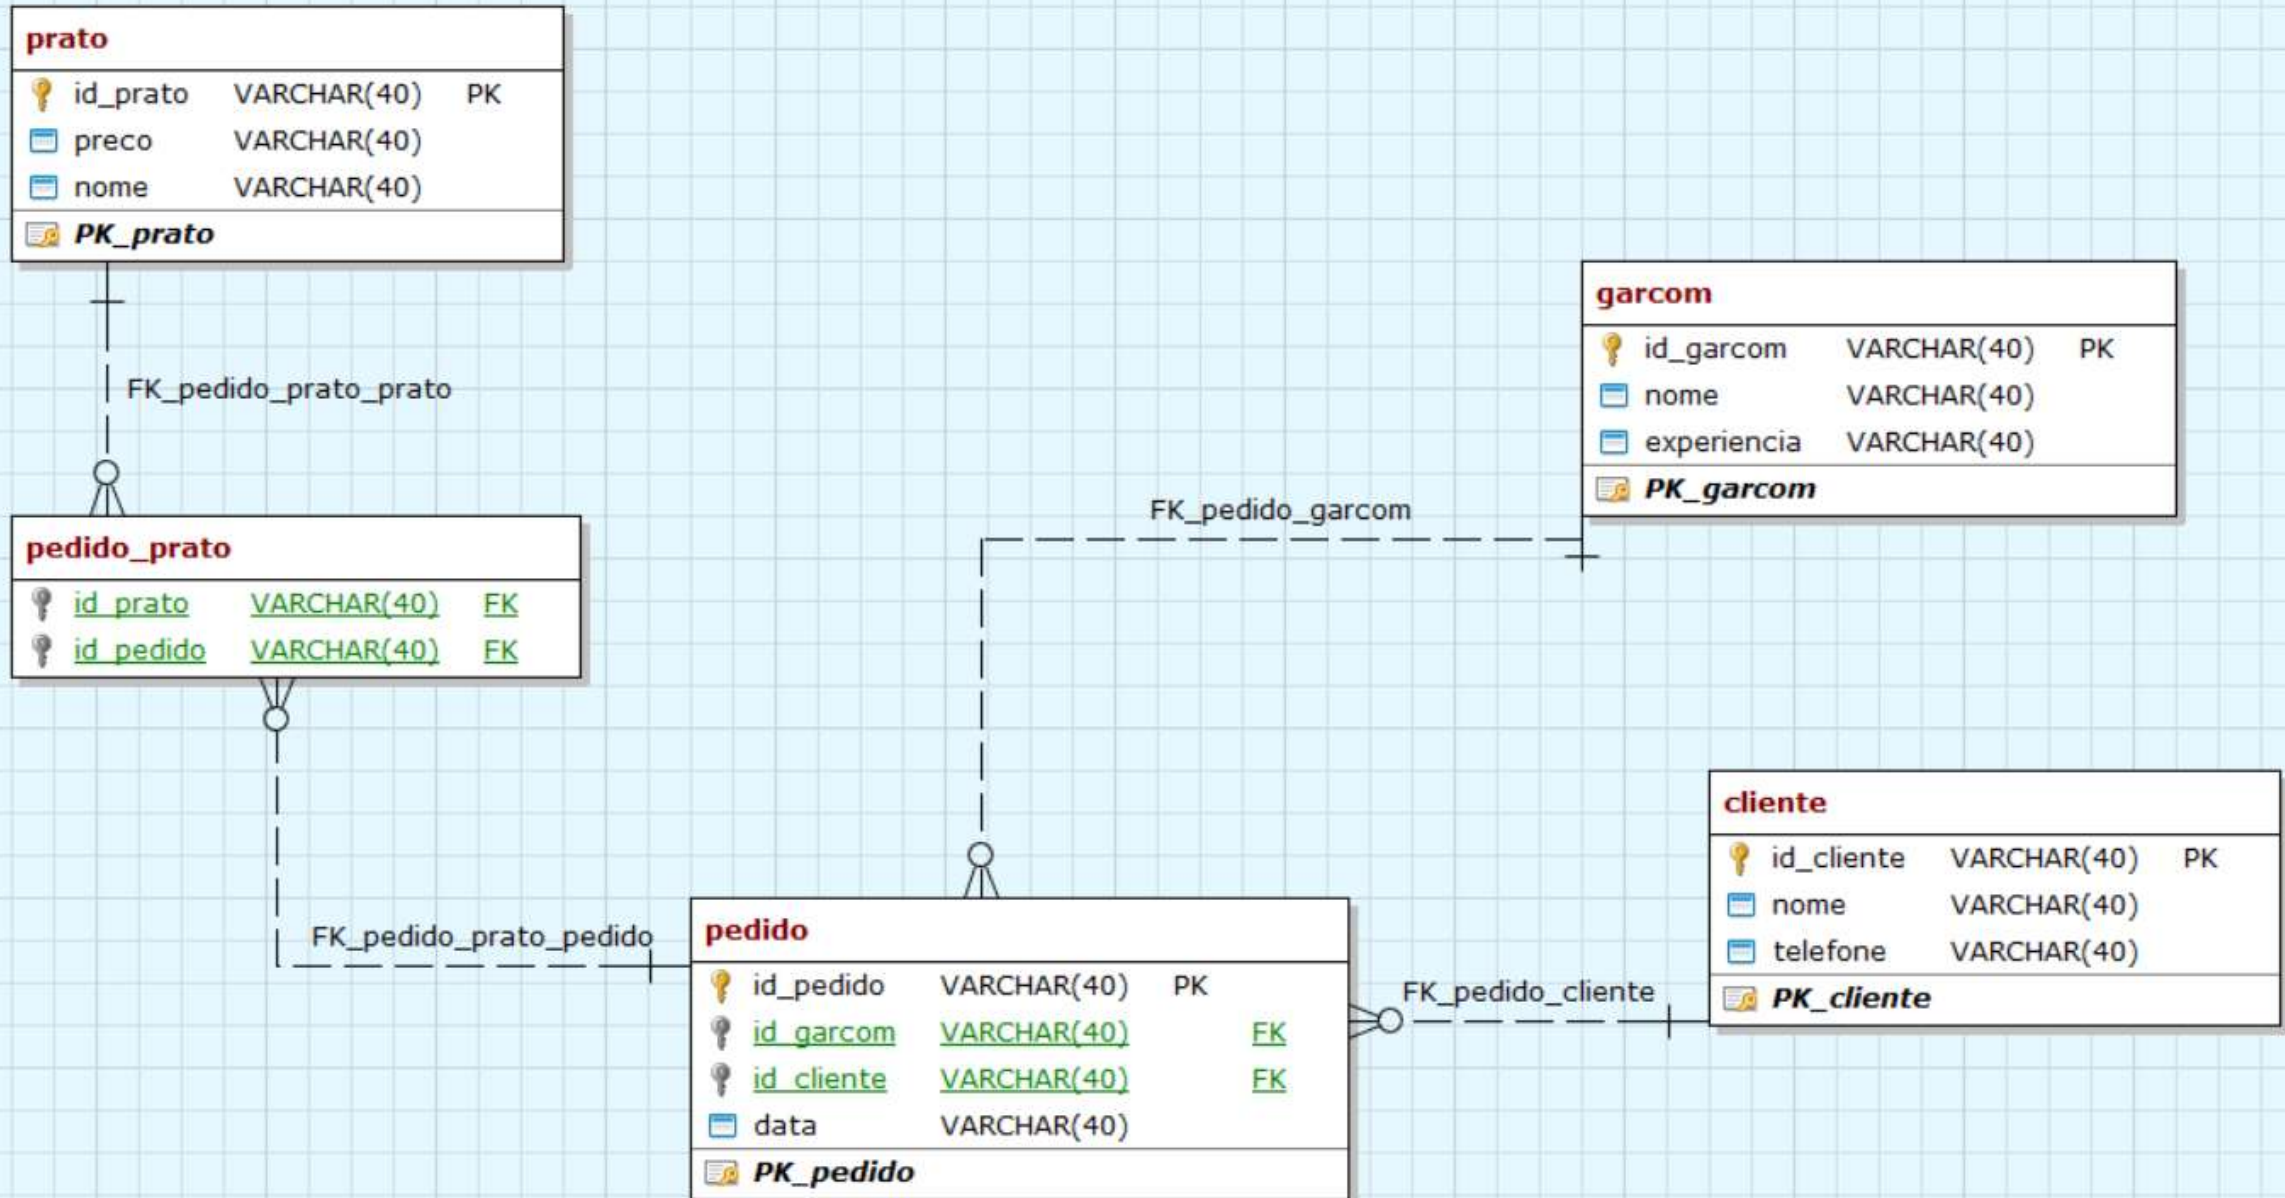 prato
id_prato VARCHAR(40) PK
preco VARCHAR(40)
nome VARCHAR(40)
PK_prato
FK_pedido_prato_prato
pedido_prato
id_prato VARCHAR(40) FK
id_pedido VARCHAR(40) FK
FK_pedido_prato_pedido
garcom
id_garcom VARCHAR(40) PK
nome VARCHAR(40)
experiencia VARCHAR(40)
PK_garcom
FK_pedido_garcom
pedido
id_pedido VARCHAR(40) PK
id_garcom VARCHAR(40) FK
id_cliente VARCHAR(40) FK
data VARCHAR(40)
PK_pedido
FK_pedido_cliente
cliente
id_cliente VARCHAR(40) PK
nome VARCHAR(40)
telefone VARCHAR(40)
PK_cliente